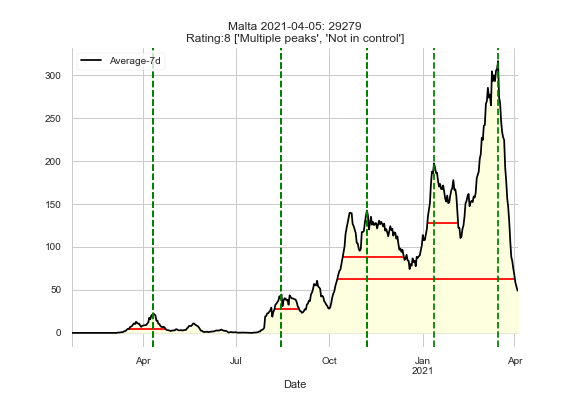 Malta 2021-04-05: 29279
Rating:8 ['Multiple peaks', 'Not in control']
Average-7d
300
250
200
150
100
50
0
Apr Jul Oct Jan Apr
2021
Date